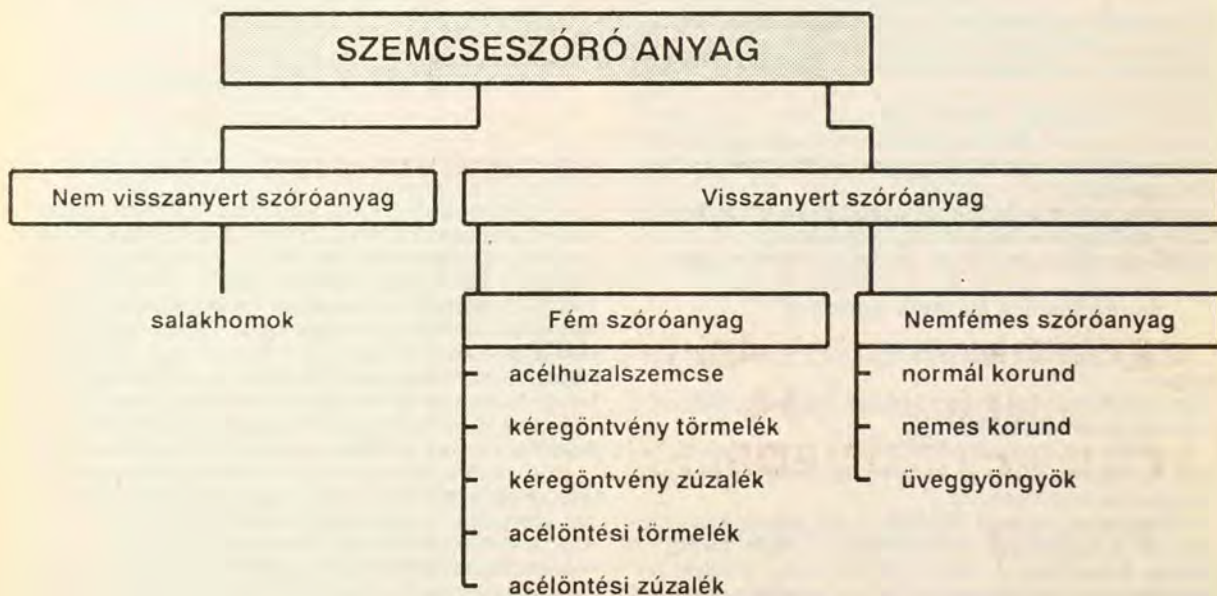 SZEMCSESZÓRÓ ANYAG
Nem visszanyert szóróanyag
Visszanyert szóróanyag
salakhomok
Fém szóróanyag
Nemfémes szóróanyag
acélhuzalszemcse
normál korund
kéregöntvény törmelék
nemes korund
kéregöntvény zúzalék
üveggyöngyök
acélöntési törmelék
acélöntési zúzalék